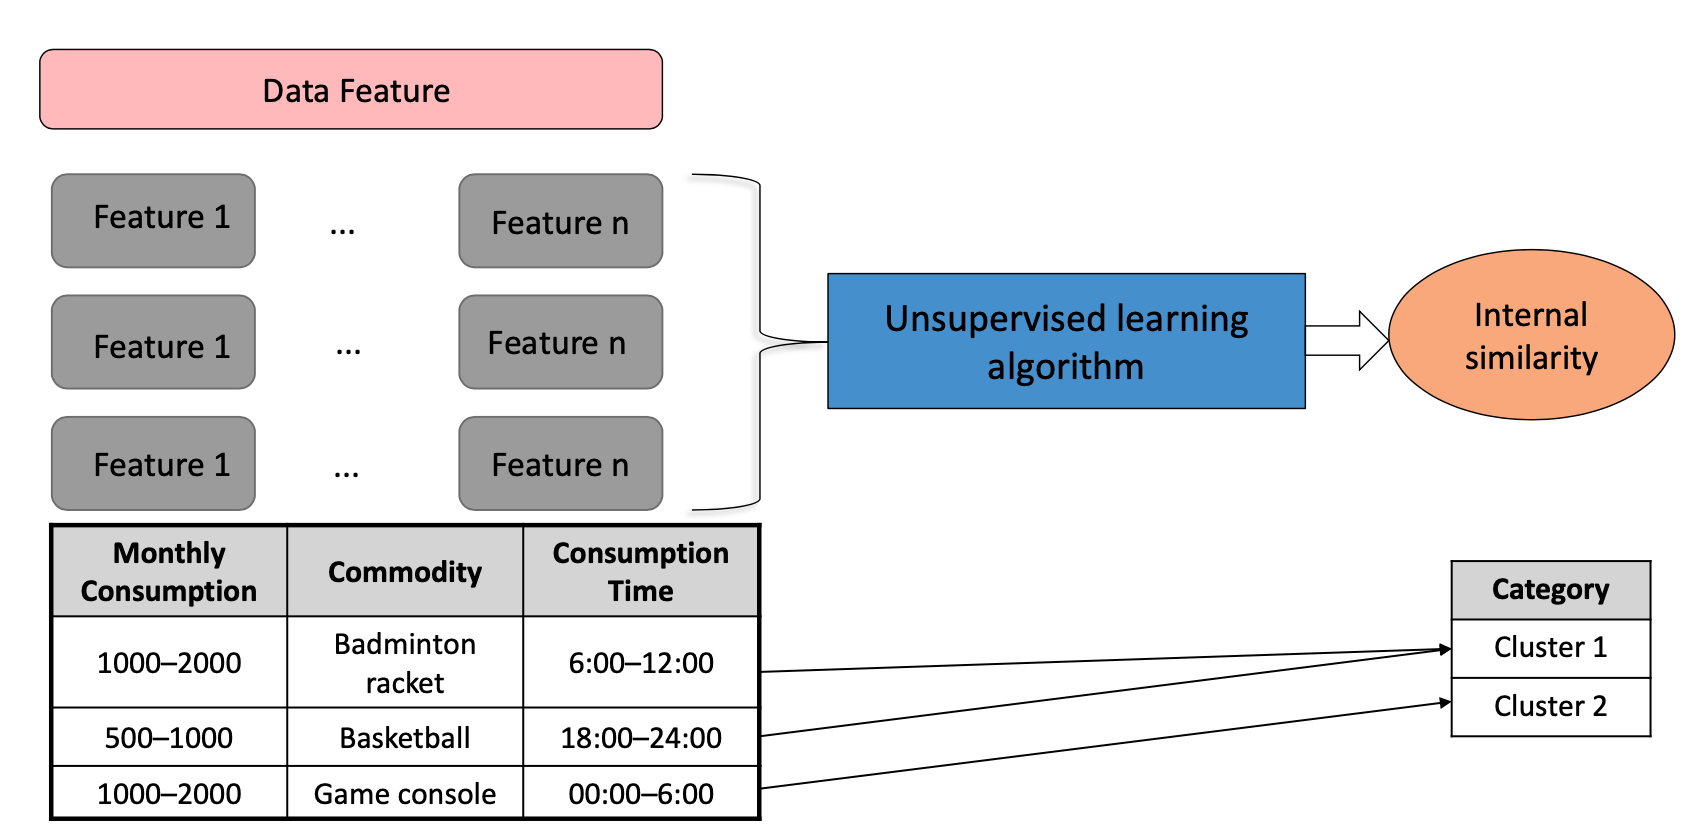 Data Feature
Feature 1 ... Feature n
Feature 1 ... Feature n
Feature 1 ... Feature n
Unsupervised learning
algorithm
Internal
similarity
Monthly
Consumption
Commodity
Consumption
Time
1000–2000
Badminton
racket
6:00–12:00
500–1000
Basketball
18:00–24:00
1000–2000
Game console
00:00–6:00
Category
Cluster 1
Cluster 2